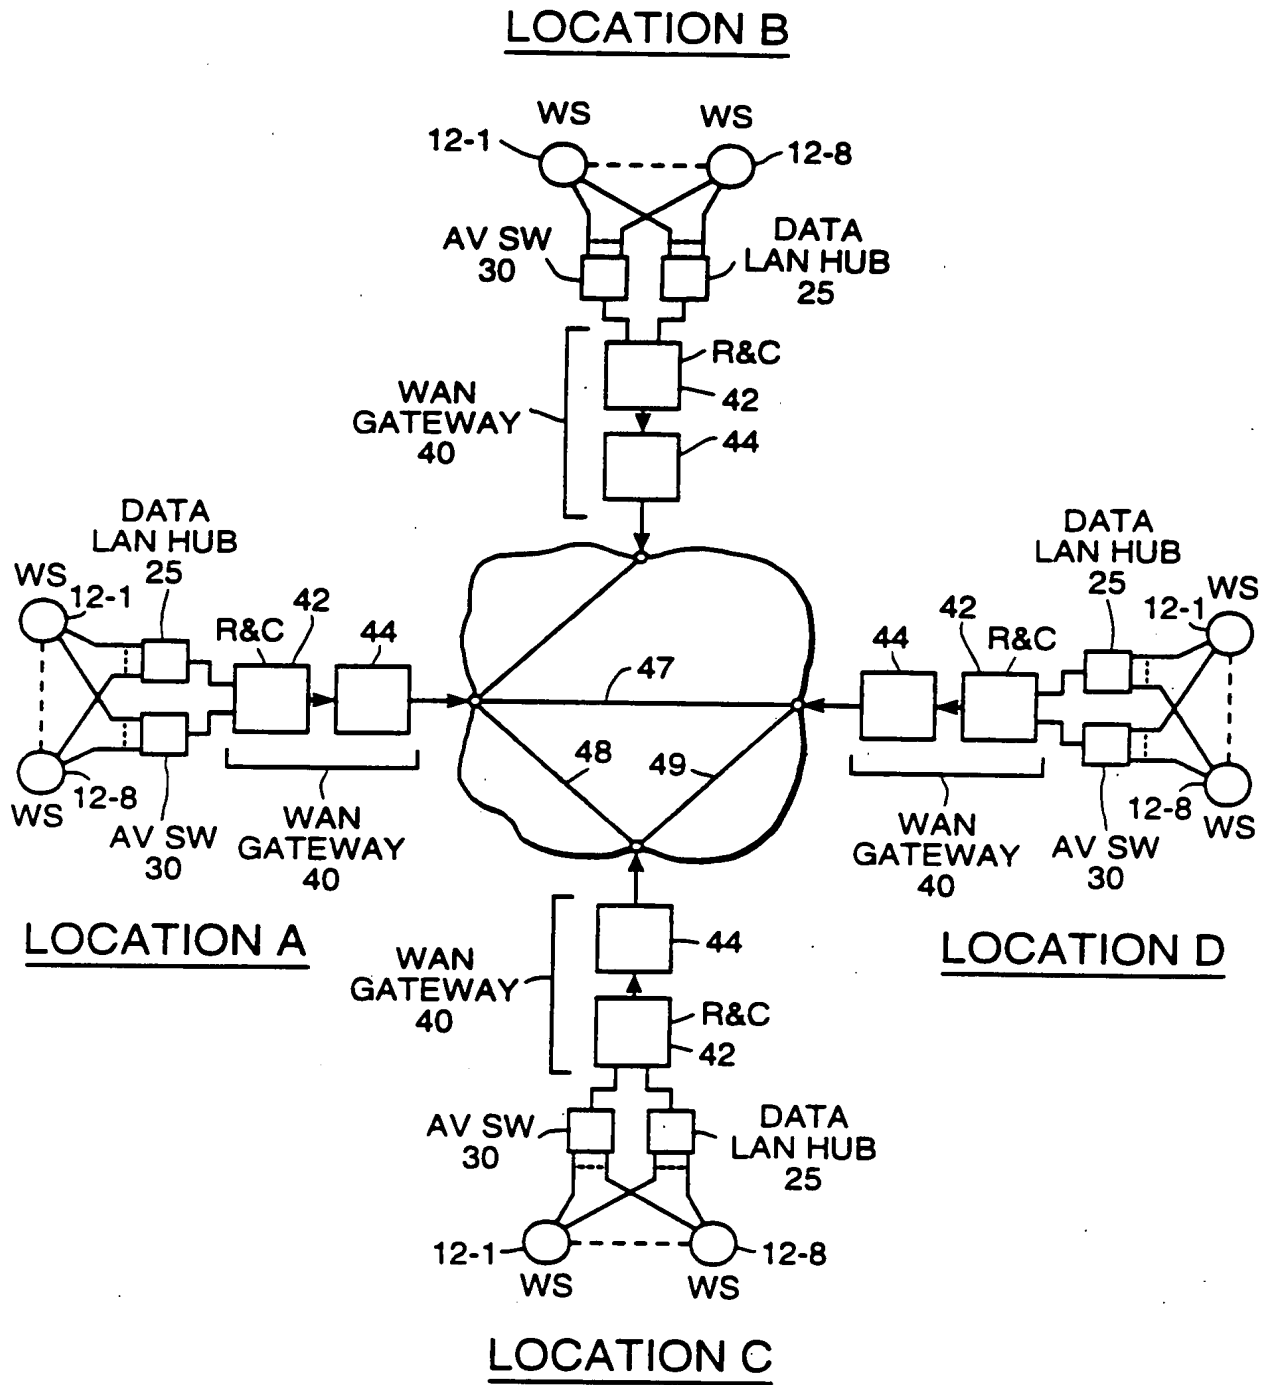 LOCATION B
WS
WS
12-1
12-8
AV SW
30
DATA
LAN HUB
25
R&C
42
WAN
GATEWAY
40
44
DATA
LAN HUB
25
WS
12-1
R&C
42
44
12-8
WS
AV SW
30
WAN
GATEWAY
40
LOCATION A
47
48
49
DATA
LAN HUB
25
WS
12-1
42
R&C
44
12-8
WS
AV SW
30
WAN
GATEWAY
40
LOCATION D
44
WAN
GATEWAY
40
R&C
42
AV SW
30
DATA
LAN HUB
25
12-1
12-8
WS
WS
LOCATION C